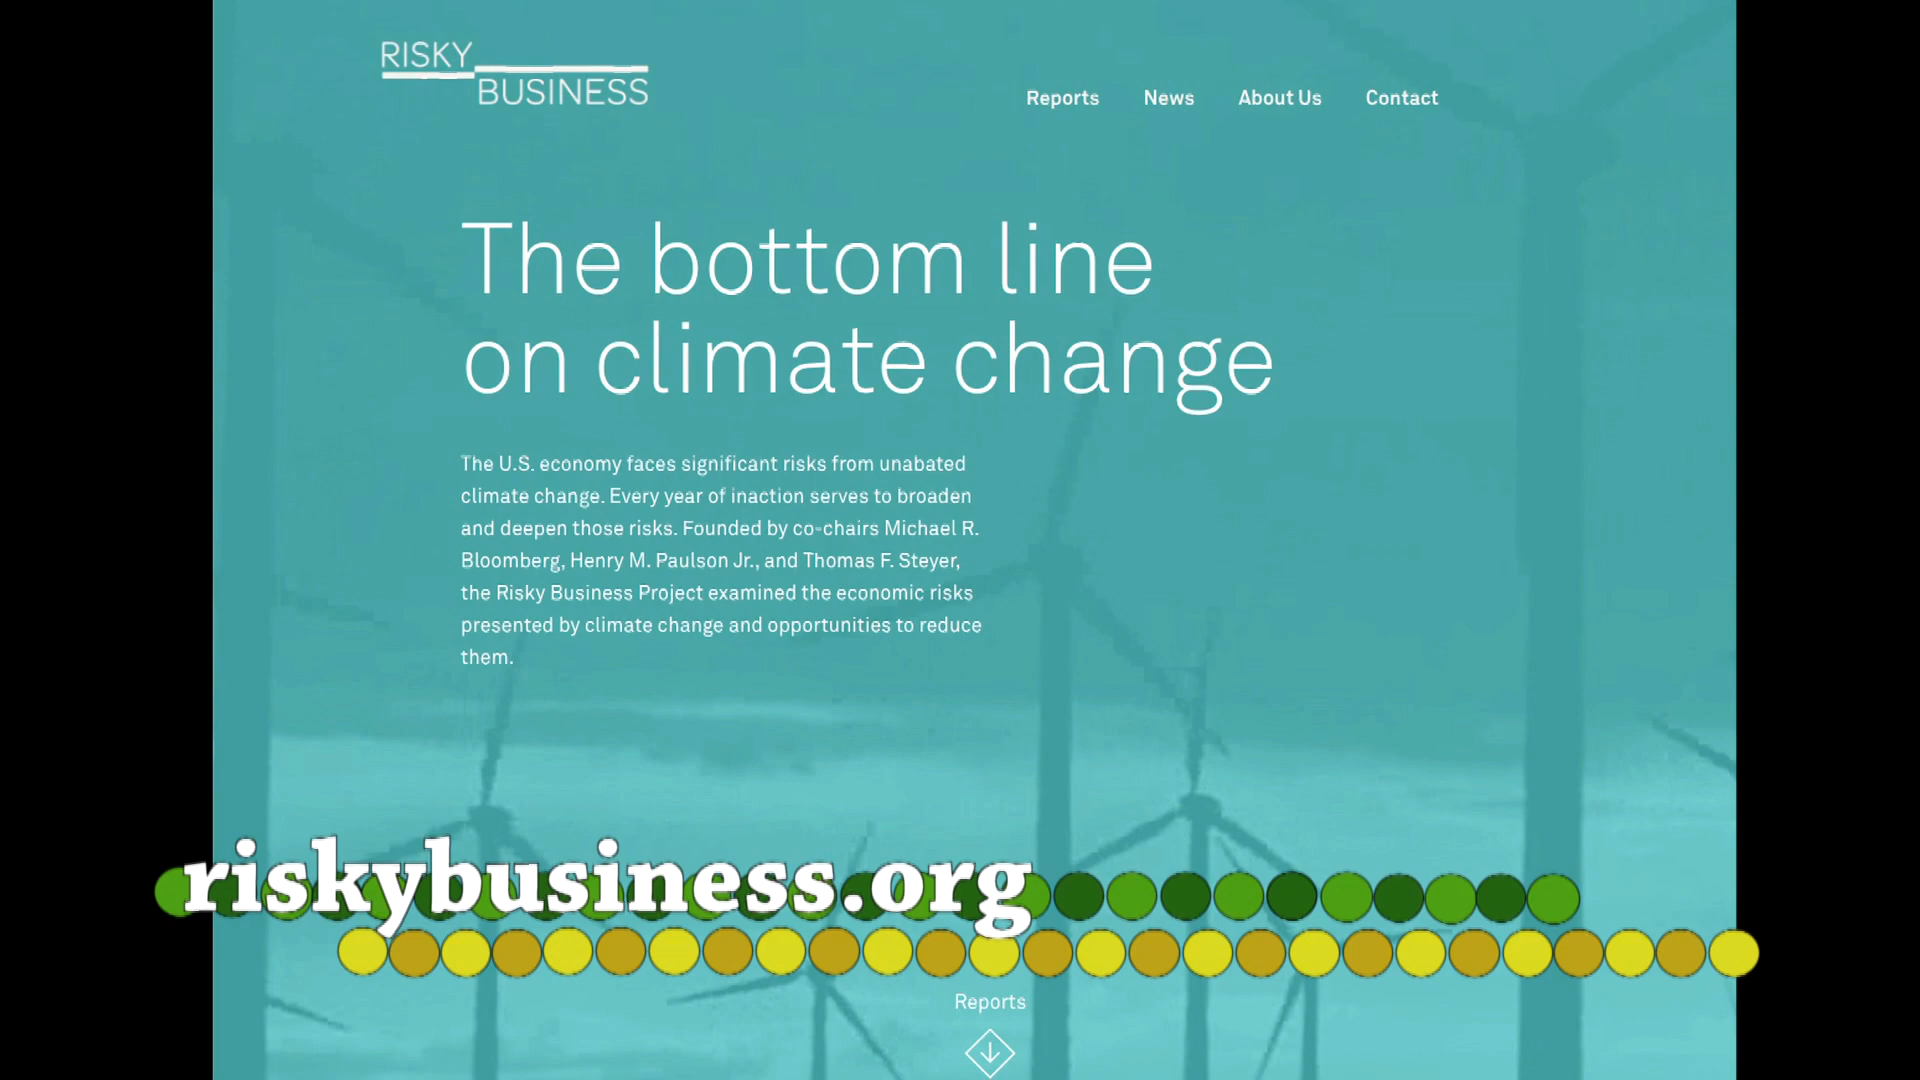 RISKY
BUSINESS
Reports News About Us Contact
The bottom line
on climate change
The U.S. economy faces significant risks from unabated
climate change. Every year of inaction serves to broaden
and deepen those risks. Founded by co-chairs Michael R.
Bloomberg, Henry M. Paulson Jr., and Thomas F. Steyer,
the Risky Business Project examined the economic risks
presented by climate change and opportunities to reduce
them.
riskybusiness.org
Reports